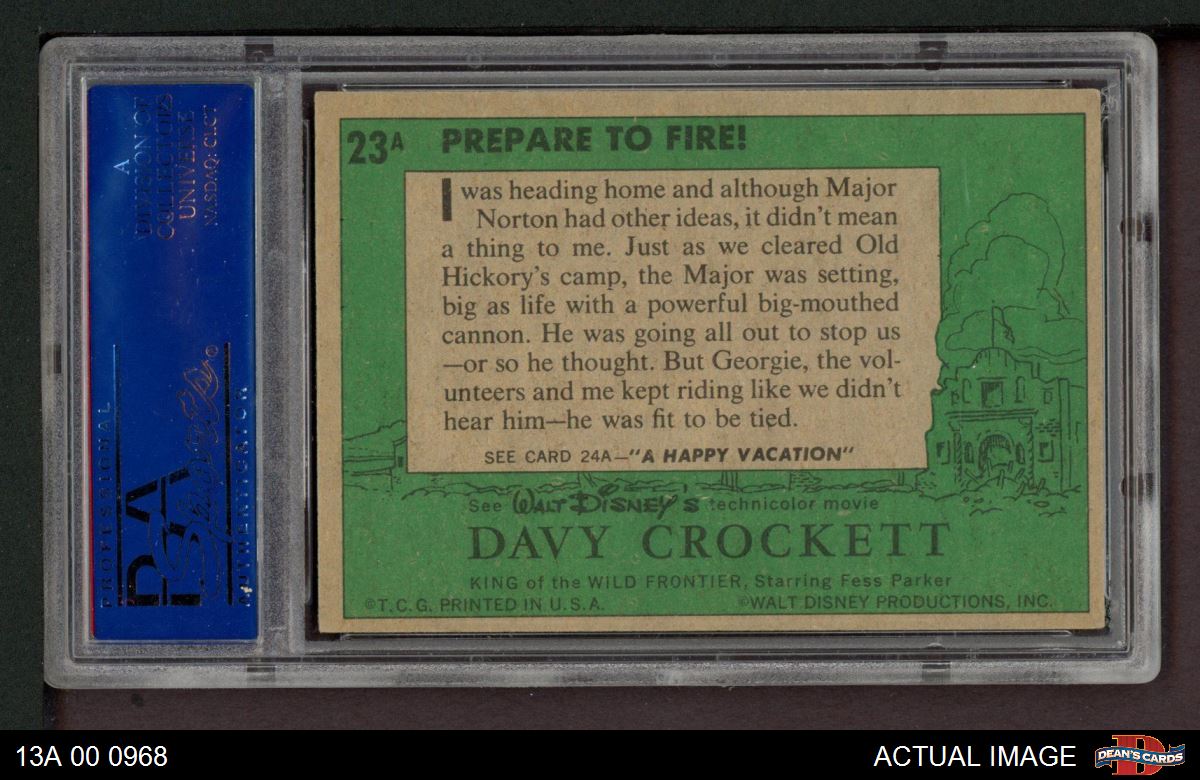 A
DIVISION OF
COLLECTORS
UNIVERSE
NASDAQ: CLCT
PROFESSIONAL
PSA
Sports
AUTHENTICATOR
23A PREPARE TO FIRE!
I was heading home and although Major
Norton had other ideas, it didn't mean
a thing to me. Just as we cleared Old
Hickory's camp, the Major was setting,
big as life with a powerful big-mouthed
cannon. He was going all out to stop us
—or so he thought. But Georgie, the vol-
unteers and me kept riding like we didn't
hear him—he was fit to be tied.
SEE CARD 24A—"A HAPPY VACATION"
See WALT DISNEY'S technicolor movie
DAVY CROCKETT
KING of the WILD FRONTIER, Starring Fess Parker
©T.C.G. PRINTED IN U.S.A. ©WALT DISNEY PRODUCTIONS, INC.
13A 00 0968 ACTUAL IMAGE
D
DEAN'S CARDS